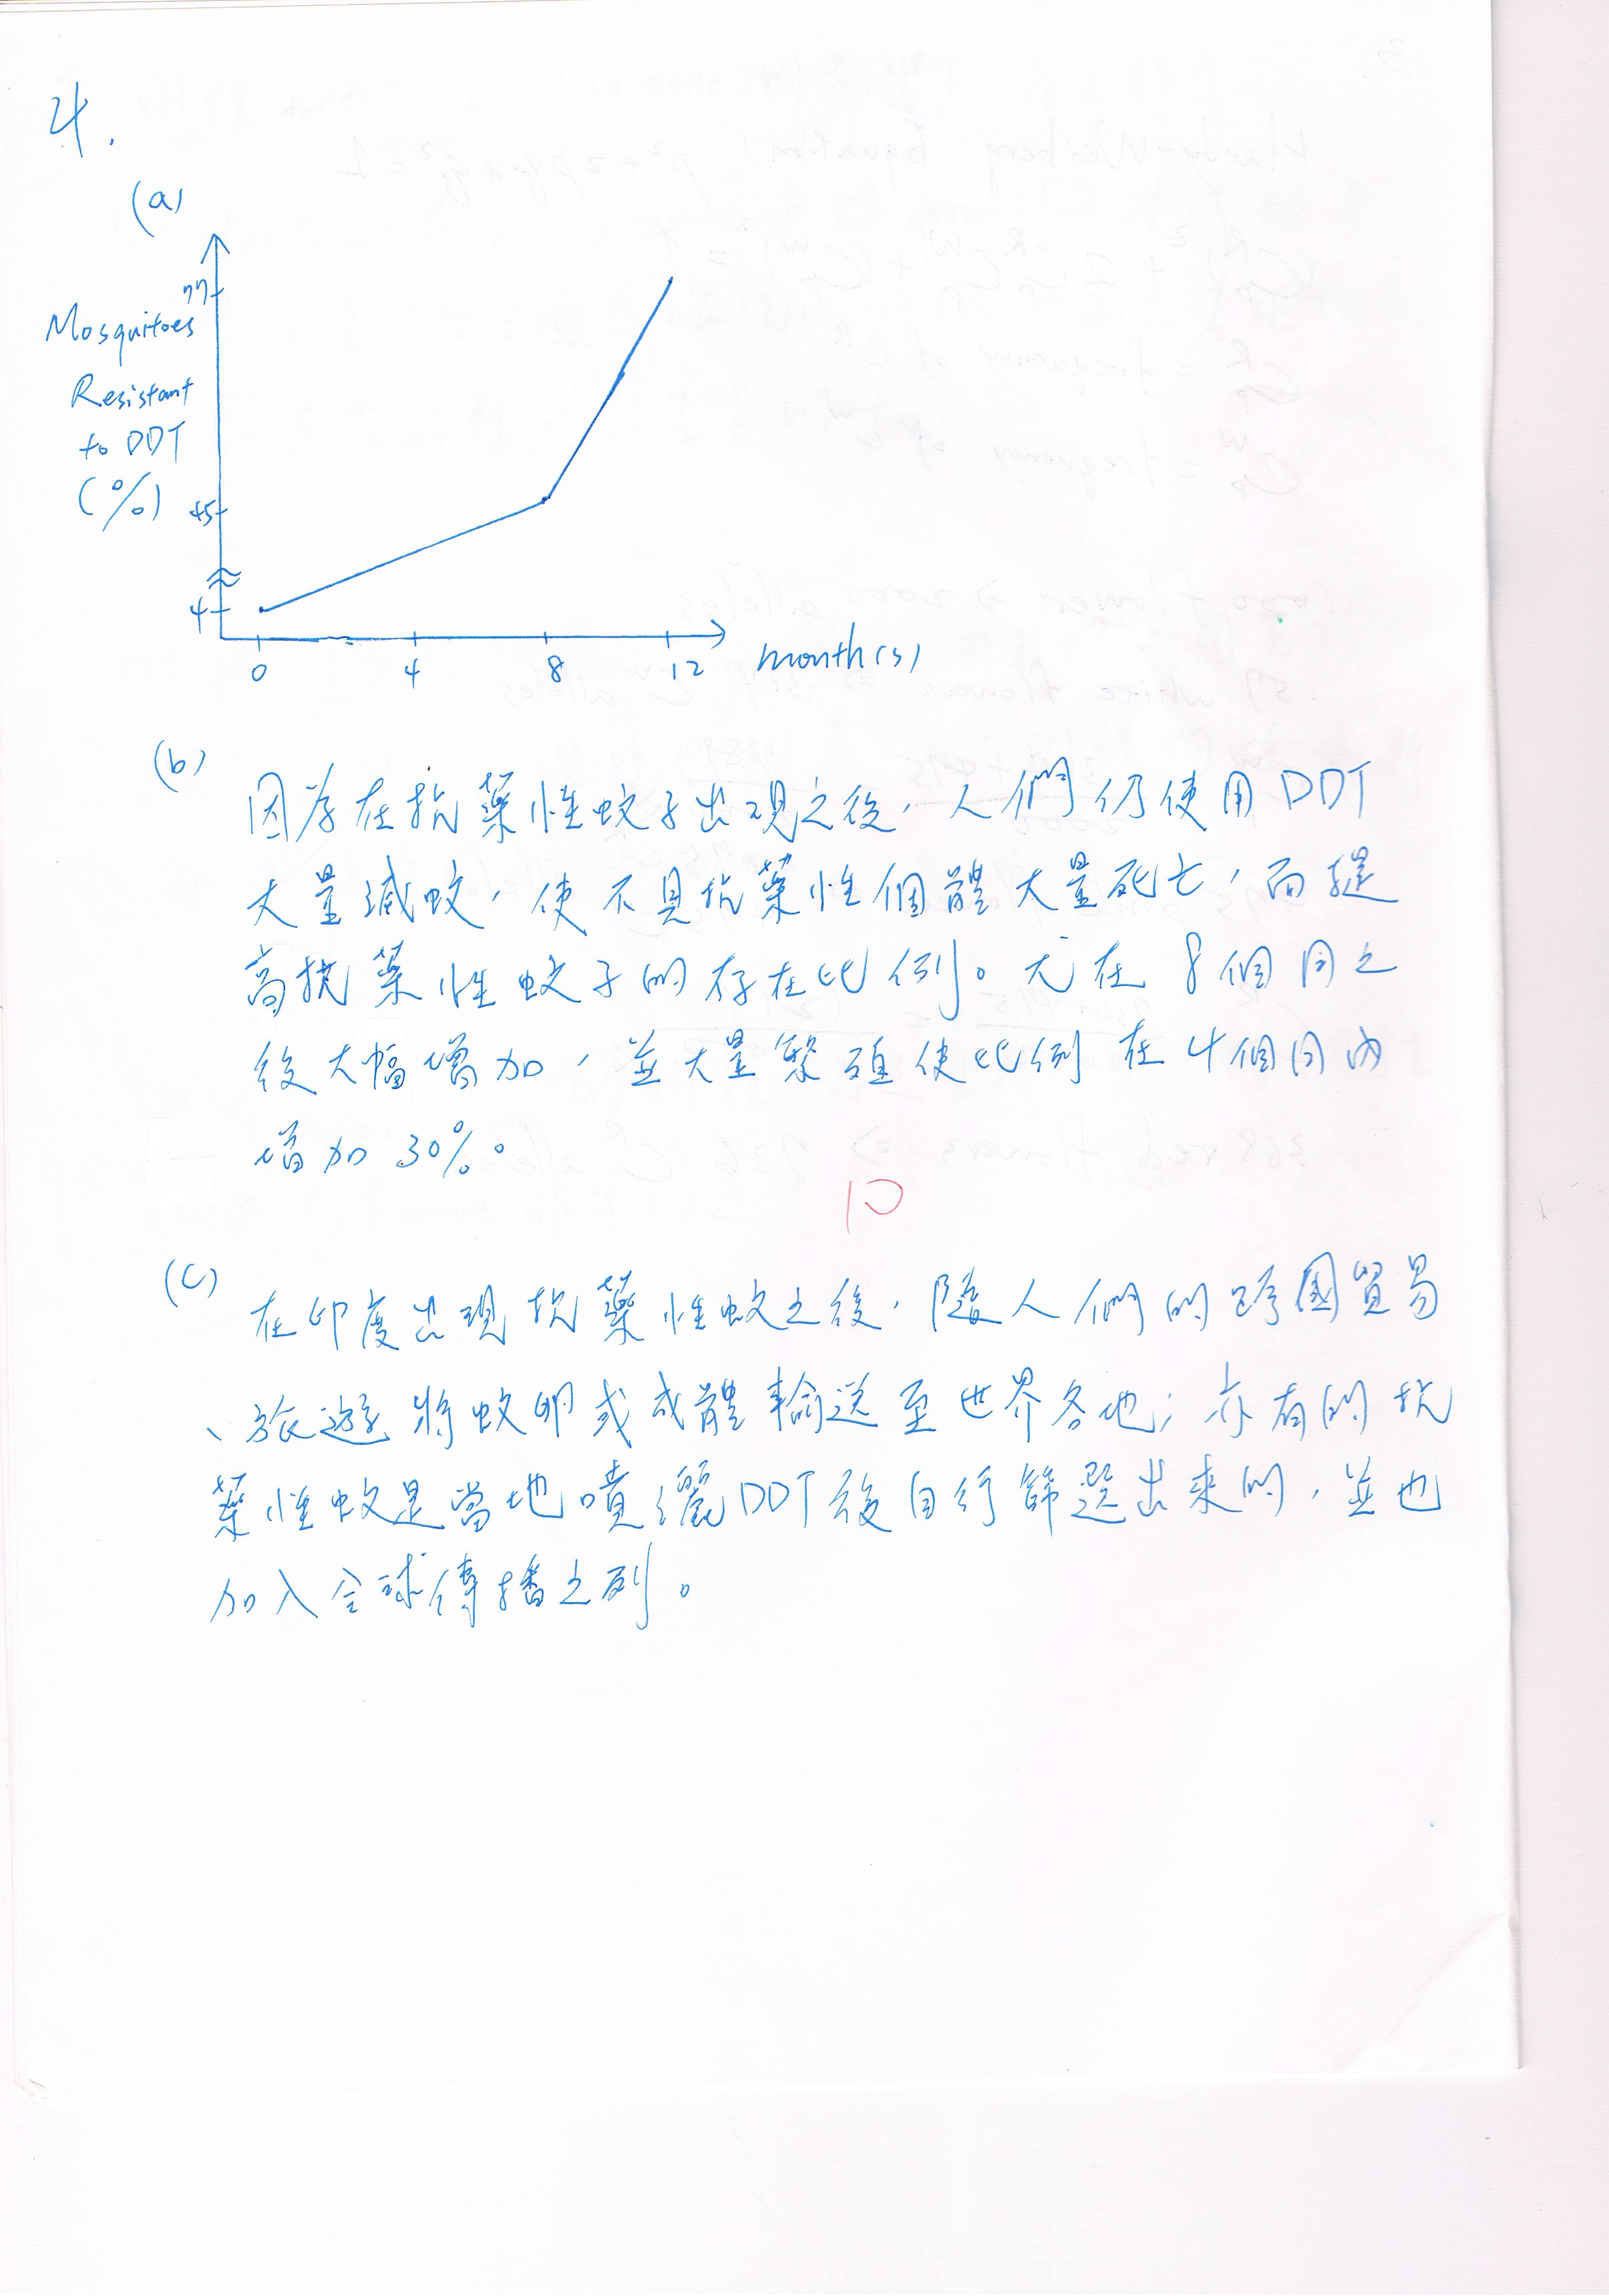 4.
(a)
77
Mosquitoes
Resistant
to DDT
(%)
45
4
0 4 8 12 month(s)
(b)
因為在抗藥性蚊子出現之後，人們仍使用DDT
大量滅蚊，使不具抗藥性個體大量死亡，而提
高抗藥性蚊子的存在比例。尤在8個月之
後大幅增加，並大量繁殖使比例在4個月內
增加30%。
10
(C)
在印度出現抗藥性蚊之後，隨人們的跨國貿易
、旅遊將蚊卵或成體輸送至世界各地；亦有的抗
藥性蚊是當地噴灑DDT後自行篩選出來的，並也
加入全球傳播之列。